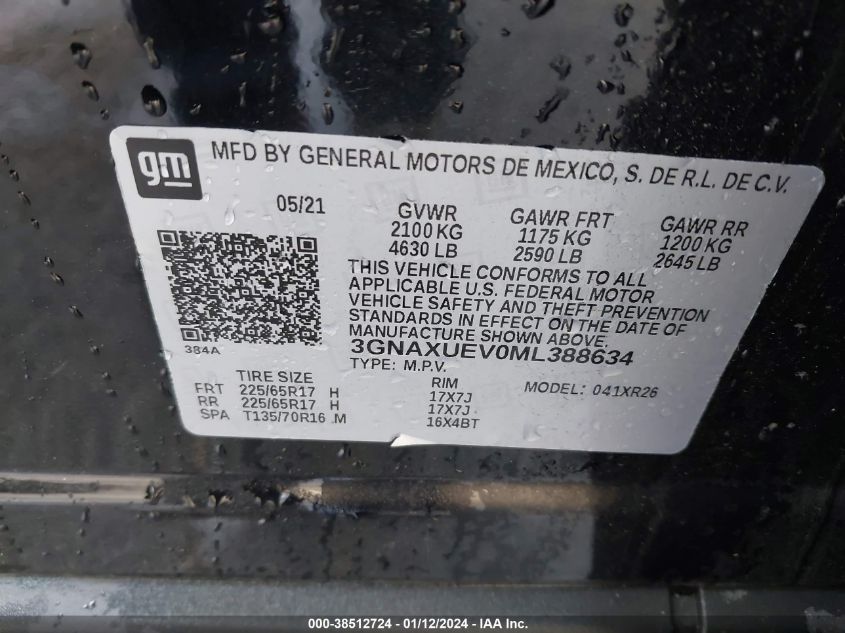 gm
MFD BY GENERAL MOTORS DE MEXICO, S. DE R.L. DE C.V.
05/21
GVWR GAWR FRT GAWR RR
2100 KG 1175 KG 1200 KG
4630 LB 2590 LB 2645 LB
THIS VEHICLE CONFORMS TO ALL
APPLICABLE U.S. FEDERAL MOTOR
VEHICLE SAFETY AND THEFT PREVENTION
STANDARDS IN EFFECT ON THE DATE OF
MANUFACTURE SHOWN ABOVE.
384A
3GNAXUEV0ML388634
TYPE: M.P.V.
MODEL: 041XR26
TIRE SIZE RIM
FRT 225/65R17 H 17X7J
RR 225/65R17 H 17X7J
SPA T135/70R16 M 16X4BT
000-38512724 - 01/12/2024 - IAA Inc.